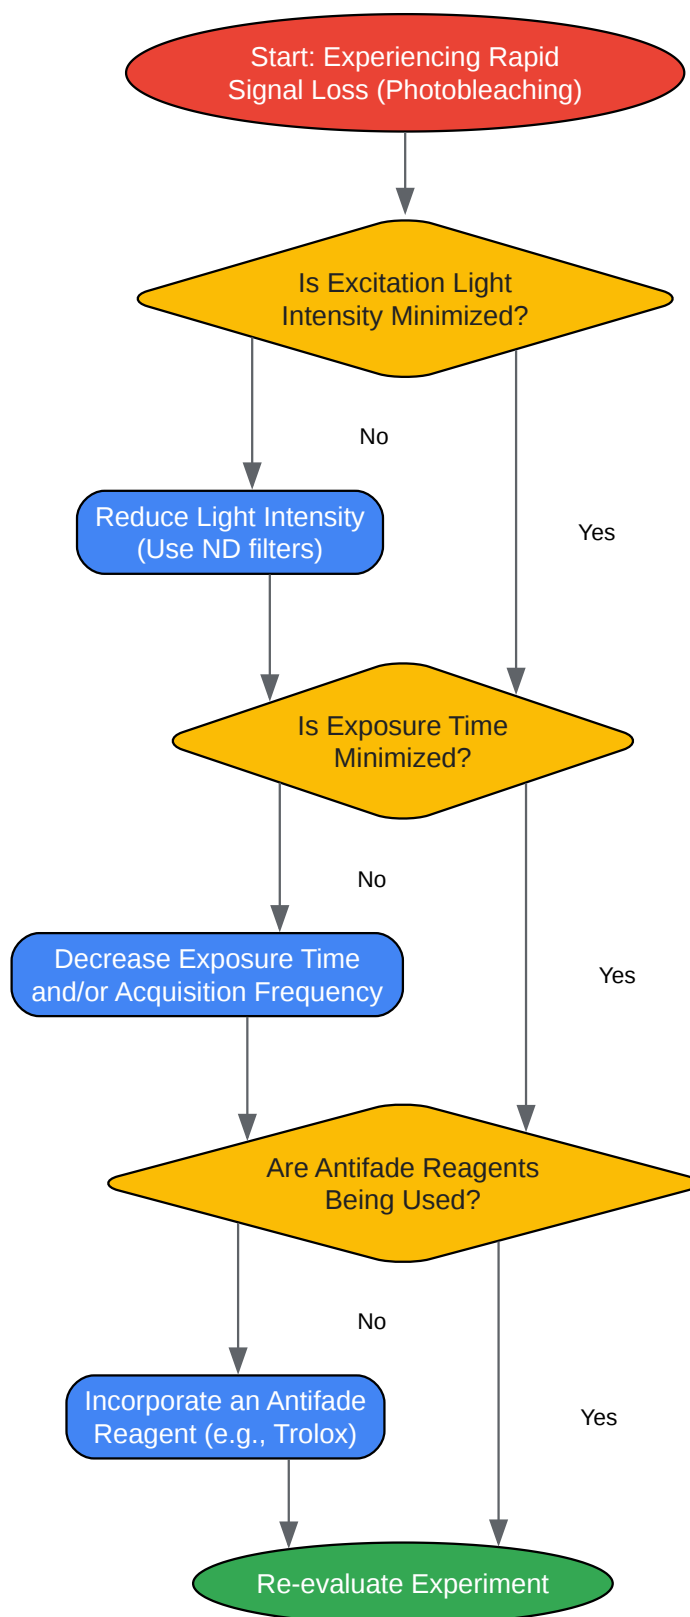 Start: Experiencing Rapid
Signal Loss (Photobleaching)
Is Excitation Light
Intensity Minimized?
No
Reduce Light Intensity
(Use ND filters)
Yes
Is Exposure Time
Minimized?
No
Decrease Exposure Time
and/or Acquisition Frequency
Yes
Are Antifade Reagents
Being Used?
No
Incorporate an Antifade
Reagent (e.g., Trolox)
Yes
Re-evaluate Experiment